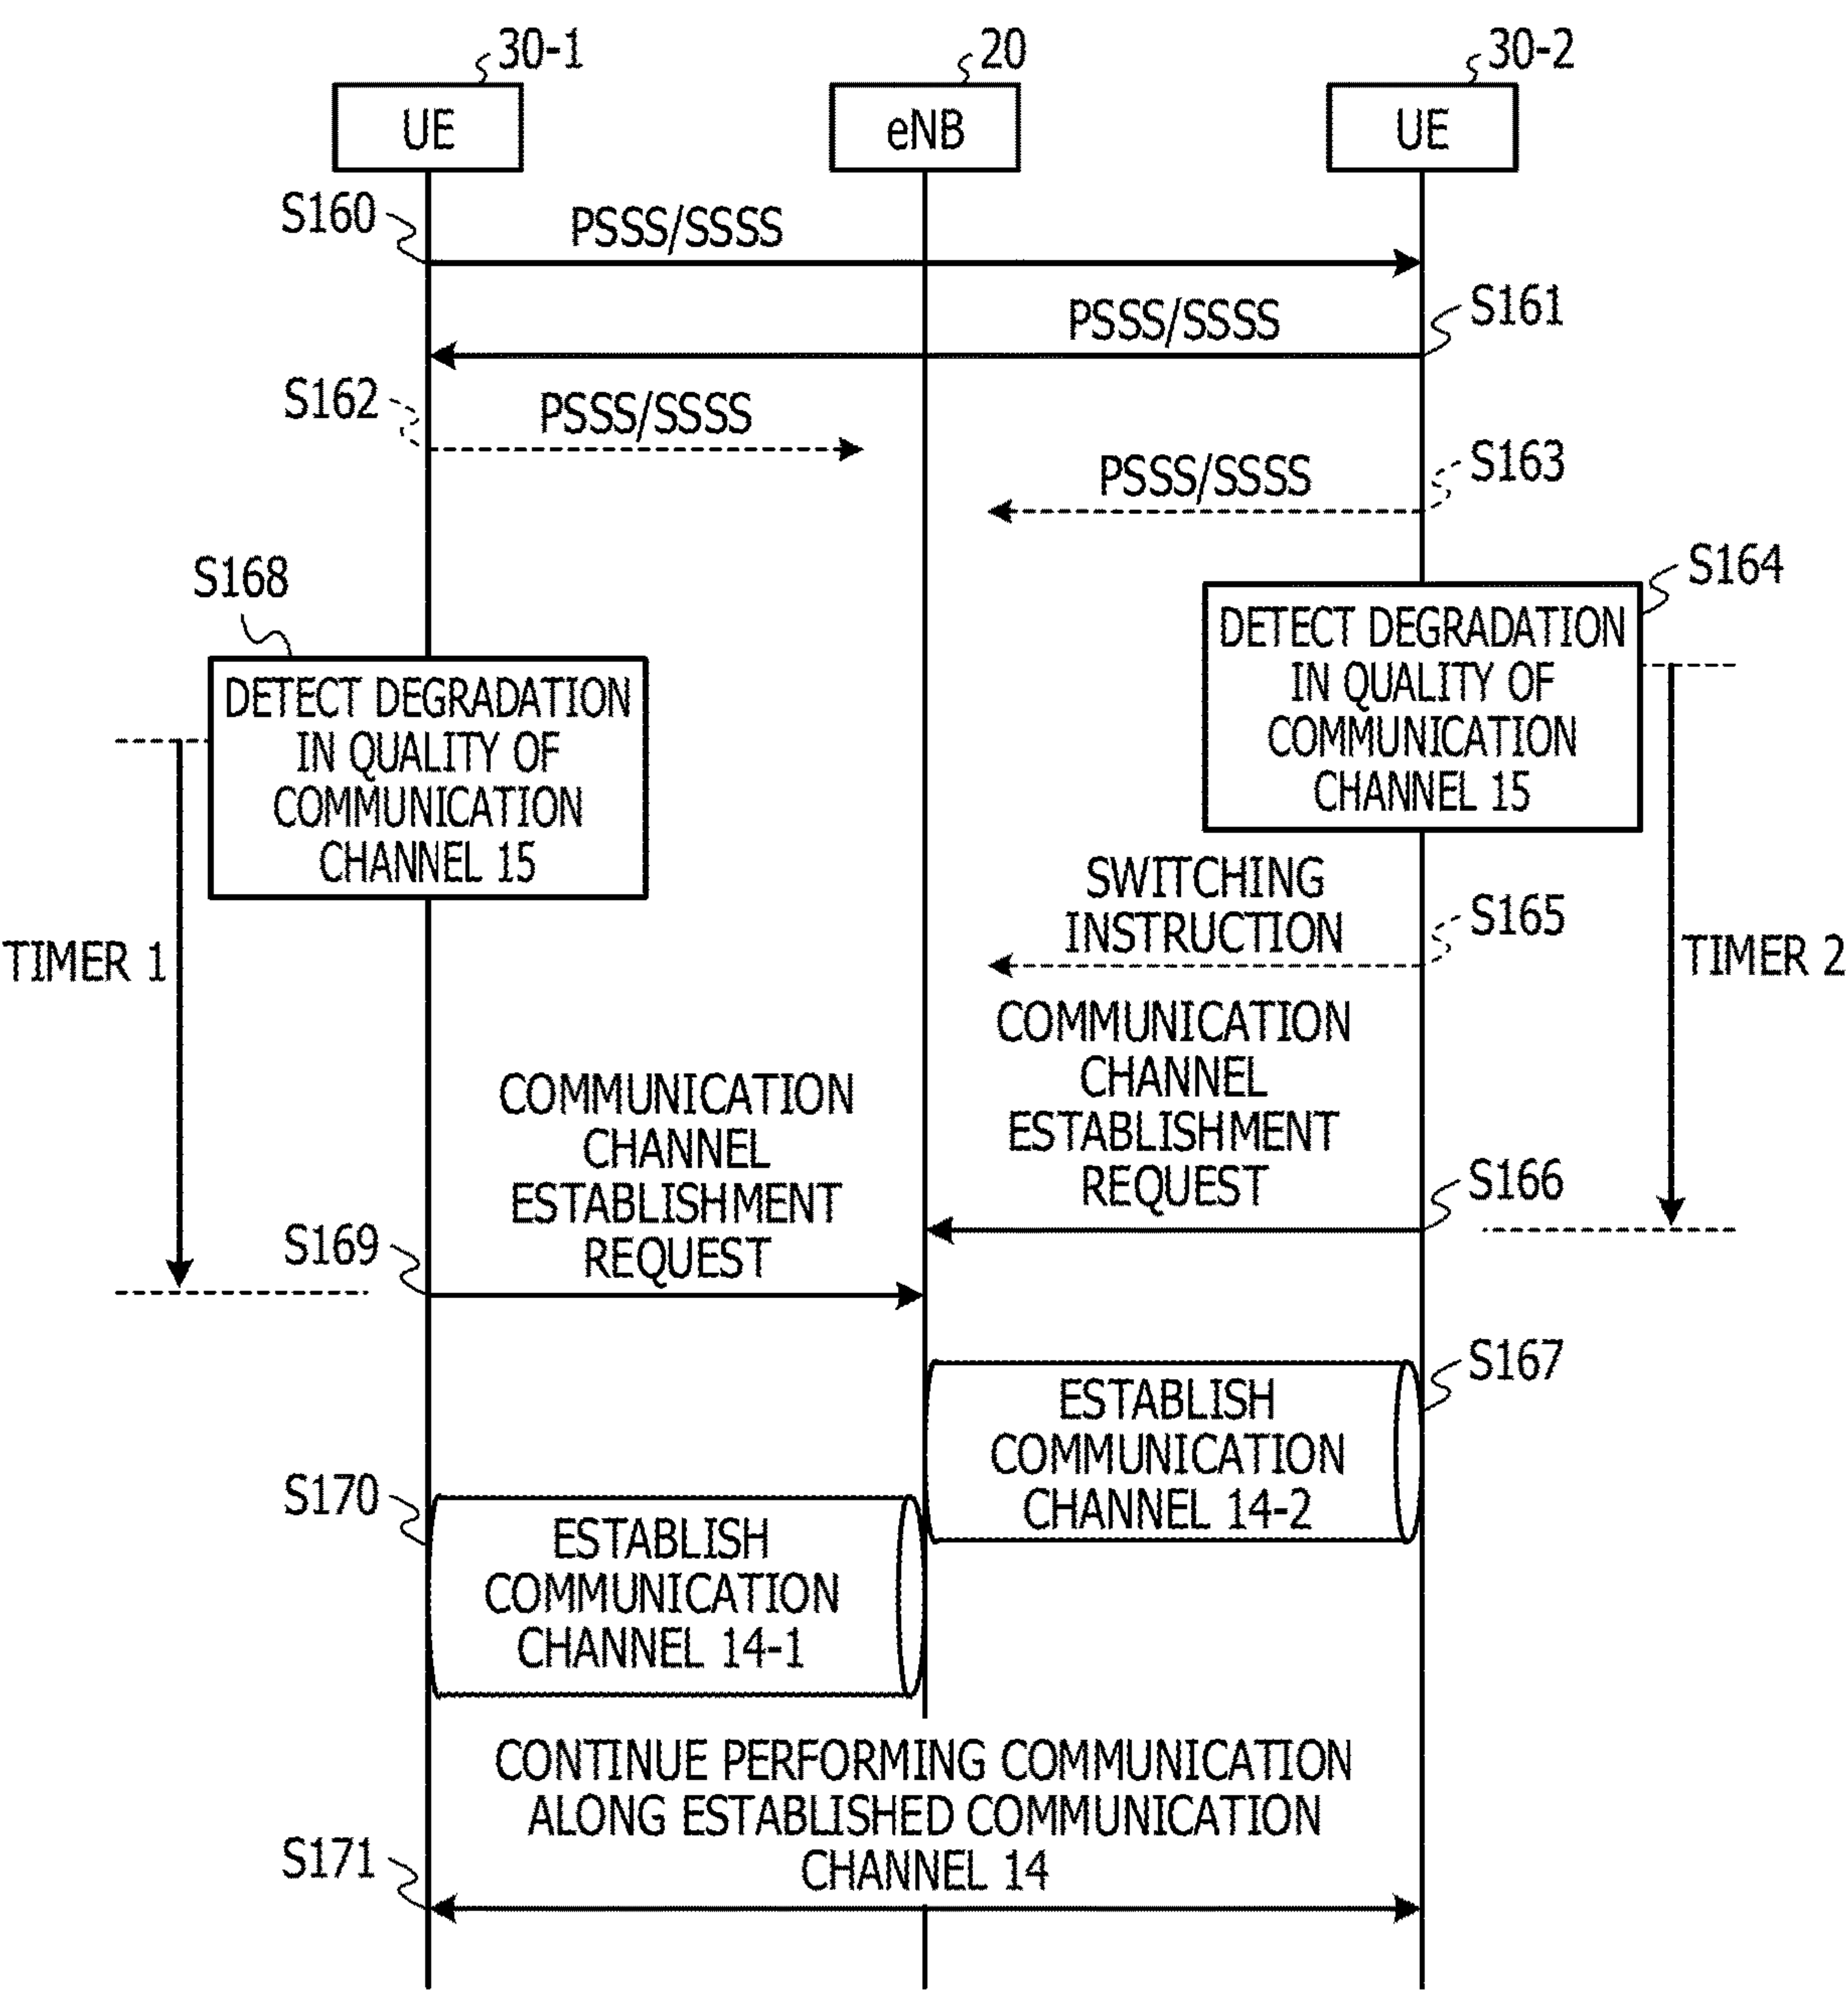 30-1
20
30-2
UE
eNB
UE
S160
PSSS/SSSS
PSSS/SSSS
S161
S162
PSSS/SSSS
PSSS/SSSS
S163
S168
S164
DETECT DEGRADATION
IN QUALITY OF
COMMUNICATION
CHANNEL 15
DETECT DEGRADATION
IN QUALITY OF
COMMUNICATION
CHANNEL 15
SWITCHING
INSTRUCTION
S165
TIMER 1
TIMER 2
COMMUNICATION
CHANNEL
ESTABLISHMENT
REQUEST
S166
COMMUNICATION
CHANNEL
ESTABLISHMENT
REQUEST
S169
S167
ESTABLISH
COMMUNICATION
CHANNEL 14-2
S170
ESTABLISH
COMMUNICATION
CHANNEL 14-1
CONTINUE PERFORMING COMMUNICATION
ALONG ESTABLISHED COMMUNICATION
CHANNEL 14
S171